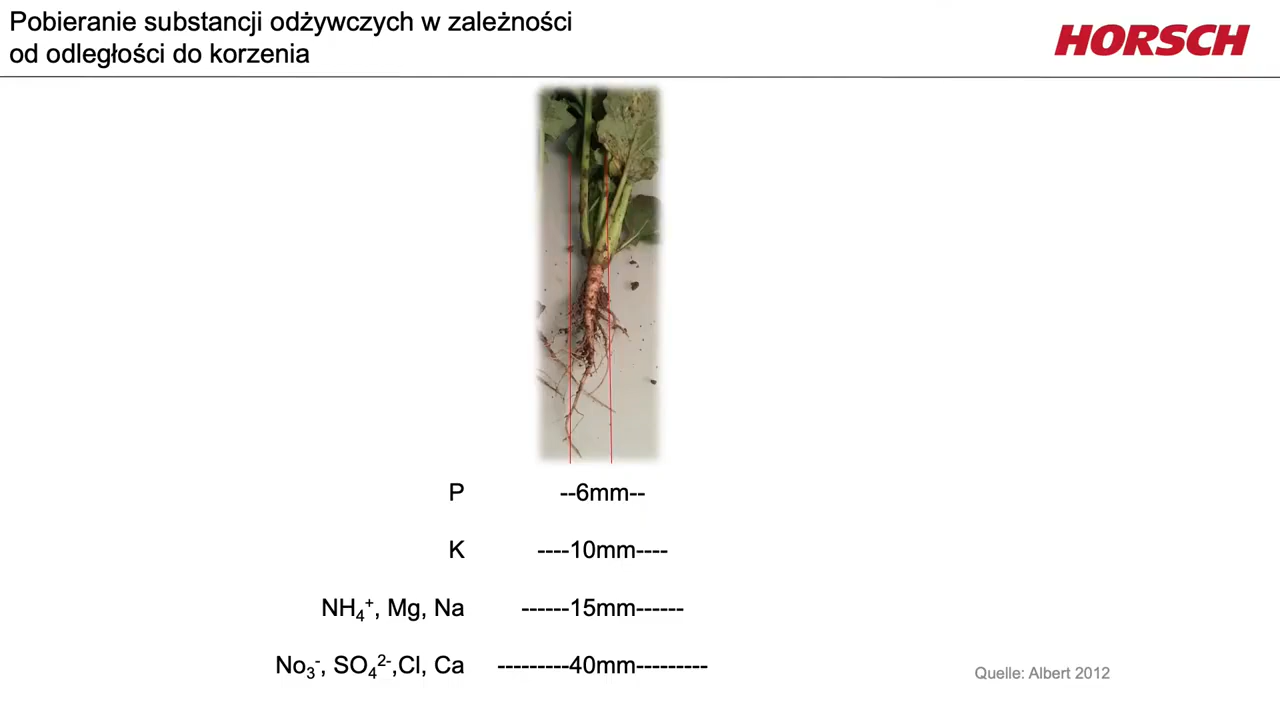 Pobieranie substancji odżywczych w zależności
od odległości do korzenia
HORSCH
P --6mm--
K ----10mm----
NH₄⁺, Mg, Na ------15mm------
No₃⁻, SO₄²⁻,Cl, Ca ---------40mm---------
Quelle: Albert 2012